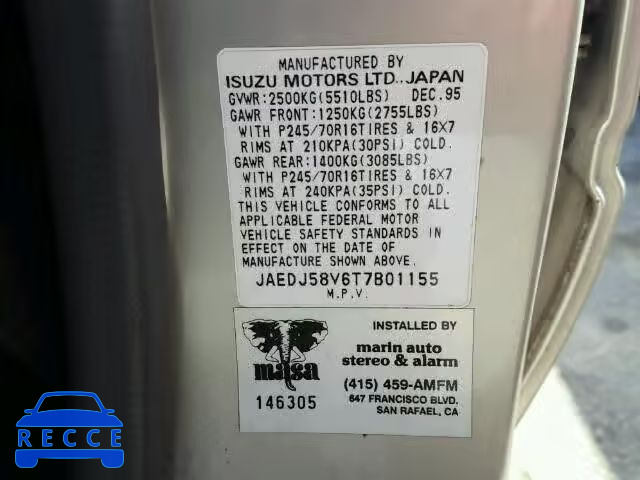 MANUFACTURED BY
ISUZU MOTORS LTD., JAPAN
GVWR:2500KG(5510LBS) DEC.95
GAWR FRONT:1250KG(2755LBS)
WITH P245/70R16TIRES & 16X7
RIMS AT 210KPA(30PSI) COLD.
GAWR REAR:1400KG(3085LBS)
WITH P245/70R16TIRES & 16X7
RIMS AT 240KPA(35PSI) COLD.
THIS VEHICLE CONFORMS TO ALL
APPLICABLE FEDERAL MOTOR
VEHICLE SAFETY STANDARDS IN
EFFECT ON THE DATE OF
MANUFACTURE SHOWN ABOVE.
JAEDJ58V6T7B01155
M.P.V.
masa
146305
INSTALLED BY
marin auto
stereo & alarm
(415) 459-AMFM
647 FRANCISCO BLVD.
SAN RAFAEL, CA
RECCE